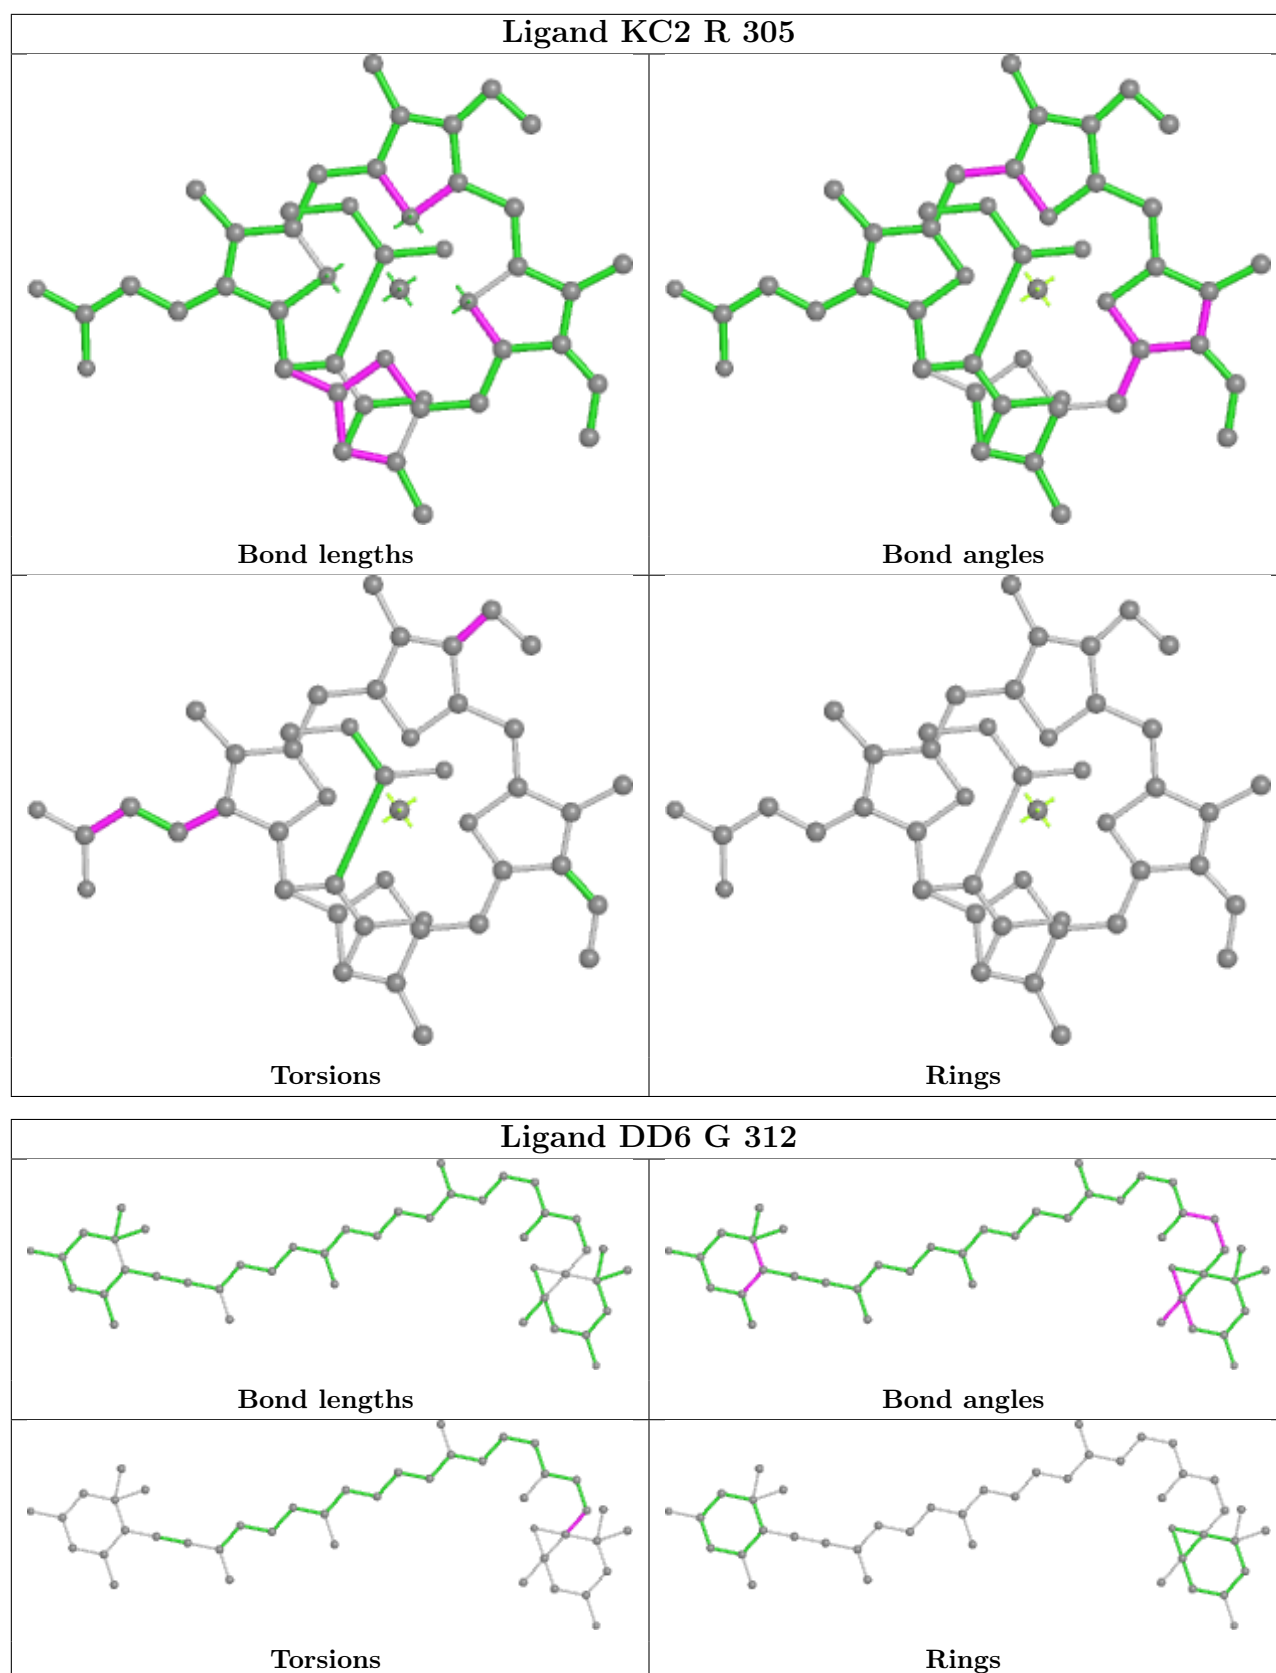 Ligand KC2 R 305
Bond lengths
Bond angles
Torsions
Rings
Ligand DD6 G 312
Bond lengths
Bond angles
Torsions
Rings